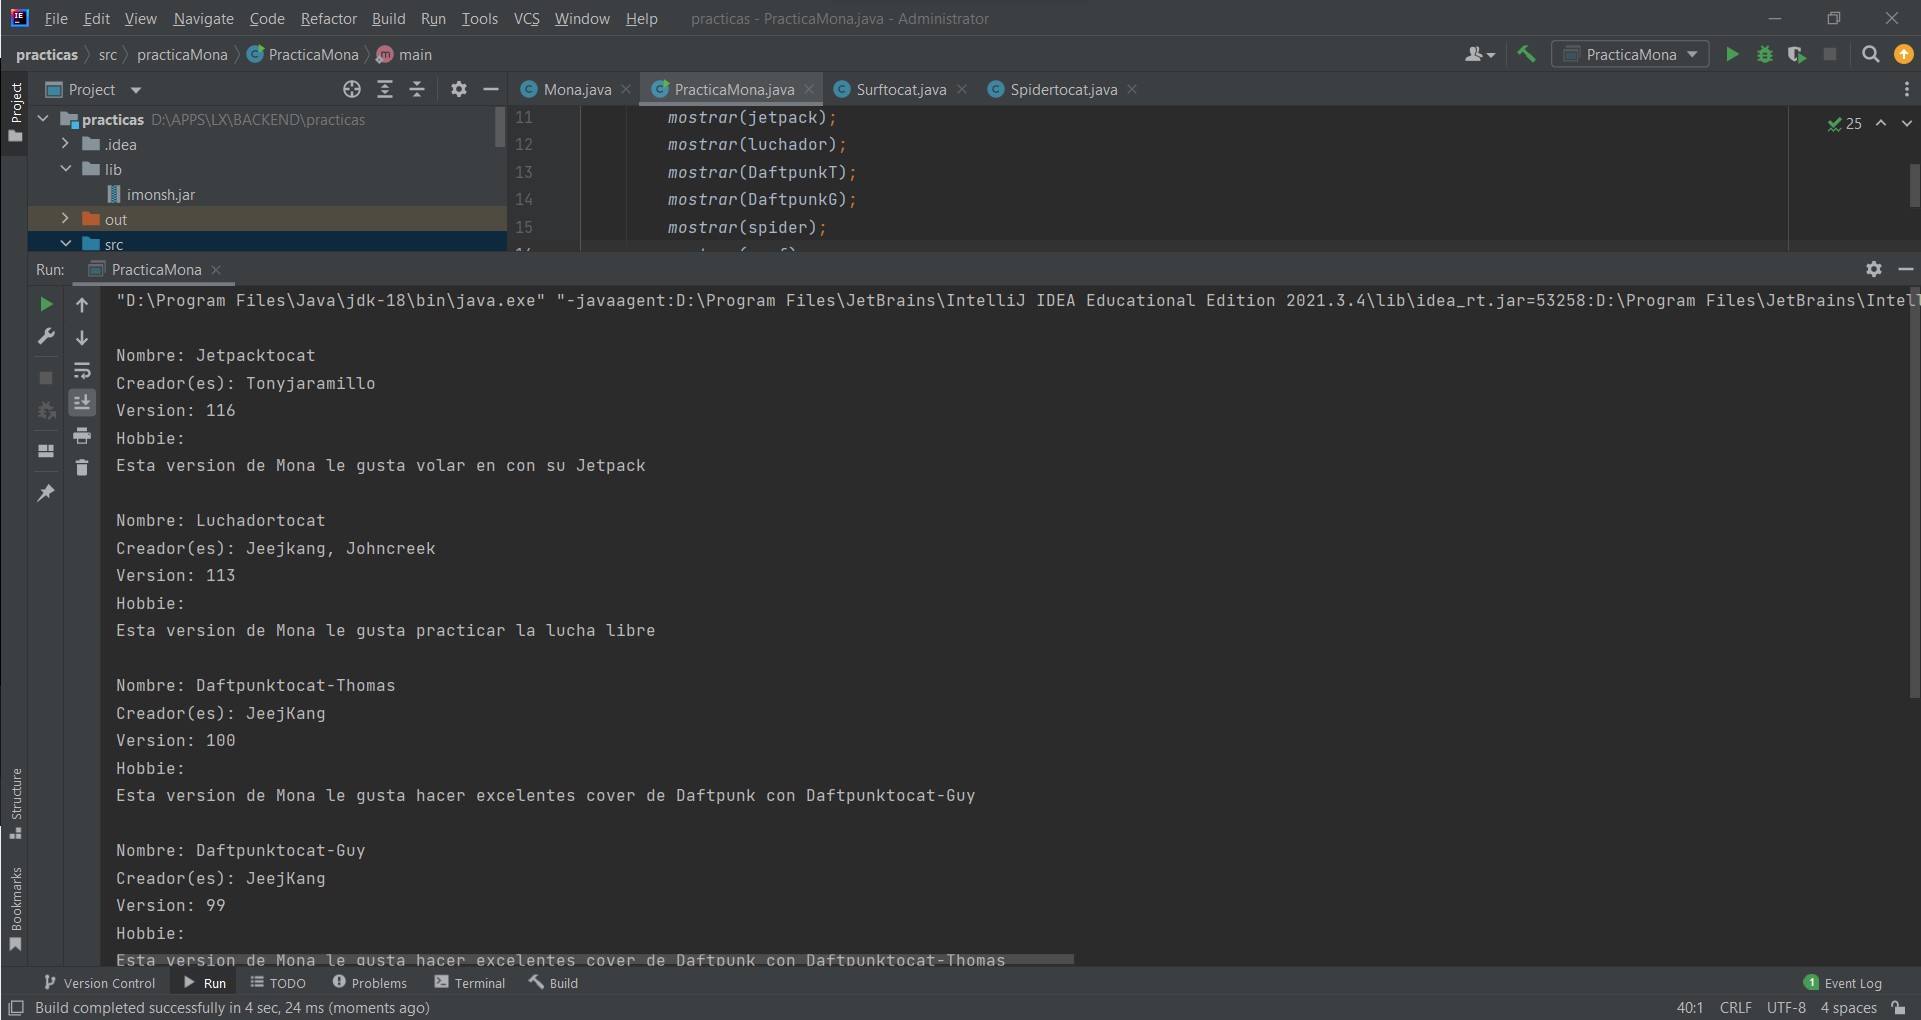 File Edit View Navigate Code Refactor Build Run Tools VCS Window Help practicas - PracticaMona.java - Administrator
practicas src practicaMona PracticaMona main PracticaMona
Project
Project
Mona.java PracticaMona.java Surftocat.java Spidertocat.java
practicas D:\APPS\LX\BACKEND\practicas
.idea
lib
imonsh.jar
out
src
11 mostrar(jetpack);
12 mostrar(luchador);
13 mostrar(DaftpunkT);
14 mostrar(DaftpunkG);
15 mostrar(spider);
25
Run: PracticaMona
"D:\Program Files\Java\jdk-18\bin\java.exe" "-javaagent:D:\Program Files\JetBrains\IntelliJ IDEA Educational Edition 2021.3.4\lib\idea_rt.jar=53258:D:\Program Files\JetBrains\Intell
Nombre: Jetpacktocat
Creador(es): Tonyjaramillo
Version: 116
Hobbie:
Esta version de Mona le gusta volar en con su Jetpack
Nombre: Luchadortocat
Creador(es): Jeejkang, Johncreek
Version: 113
Hobbie:
Esta version de Mona le gusta practicar la lucha libre
Nombre: Daftpunktocat-Thomas
Creador(es): JeejKang
Version: 100
Hobbie:
Esta version de Mona le gusta hacer excelentes cover de Daftpunk con Daftpunktocat-Guy
Nombre: Daftpunktocat-Guy
Creador(es): JeejKang
Version: 99
Hobbie:
Esta version de Mona le gusta hacer excelentes cover de Daftpunk con Daftpunktocat-Thomas
Structure
Bookmarks
Version Control Run TODO Problems Terminal Build 1 Event Log
Build completed successfully in 4 sec, 24 ms (moments ago) 40:1 CRLF UTF-8 4 spaces